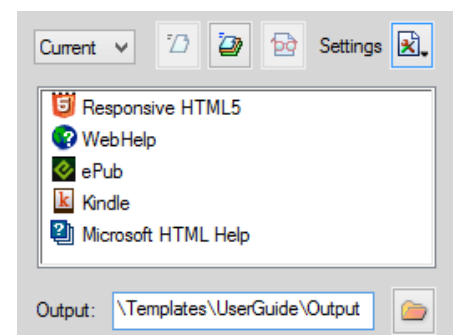 Current Settings
Responsive HTML5
WebHelp
ePub
k Kindle
Microsoft HTML Help
Output: \Templates\UserGuide\Output